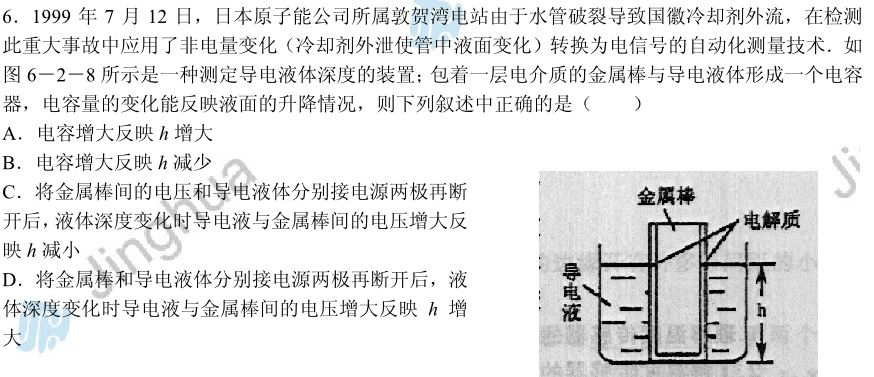 6．1999 年 7 月 12 日，日本原子能公司所属敦贺湾电站由于水管破裂导致国徽冷却剂外流，在检测
此重大事故中应用了非电量变化（冷却剂外泄使管中液面变化）转换为电信号的自动化测量技术．如
图 6－2－8 所示是一种测定导电液体深度的装置；包着一层电介质的金属棒与导电液体形成一个电容
器，电容量的变化能反映液面的升降情况，则下列叙述中正确的是（　　）
A．电容增大反映 h 增大
B．电容增大反映 h 减少
C．将金属棒间的电压和导电液体分别接电源两极再断
开后，液体深度变化时导电液与金属棒间的电压增大反
映 h 减小
D．将金属棒和导电液体分别接电源两极再断开后，液
体深度变化时导电液与金属棒间的电压增大反映 h 增
大
金属棒
电解质
导电液
h
Jinghua
Ji